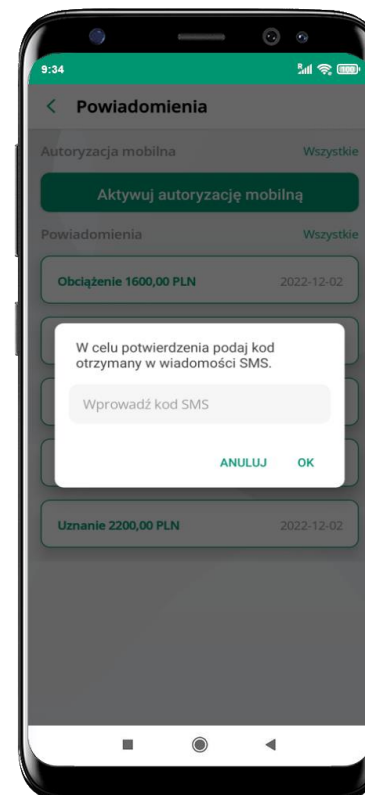 9:34
100
Powiadomienia
Autoryzacja mobilna Wszystkie
Aktywuj autoryzację mobilną
Powiadomienia Wszystkie
Obciążenie 1600,00 PLN 2022-12-02
W celu potwierdzenia podaj kod
otrzymany w wiadomości SMS.
Wprowadź kod SMS
ANULUJ OK
Uznanie 2200,00 PLN 2022-12-02